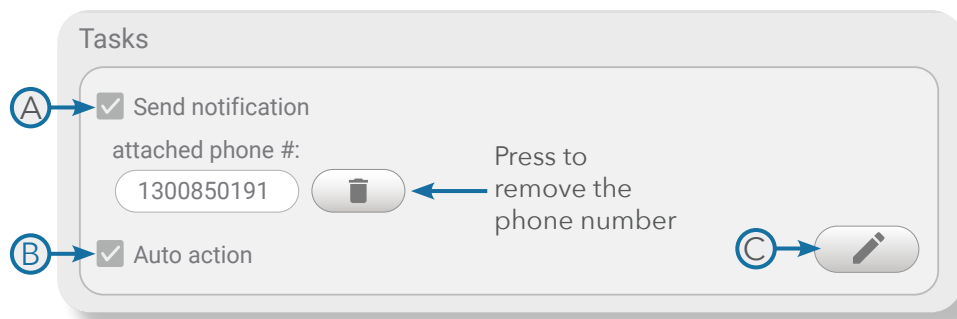 Tasks
A
Send notification
attached phone #:
1300850191
Press to
remove the
phone number
B
Auto action
C